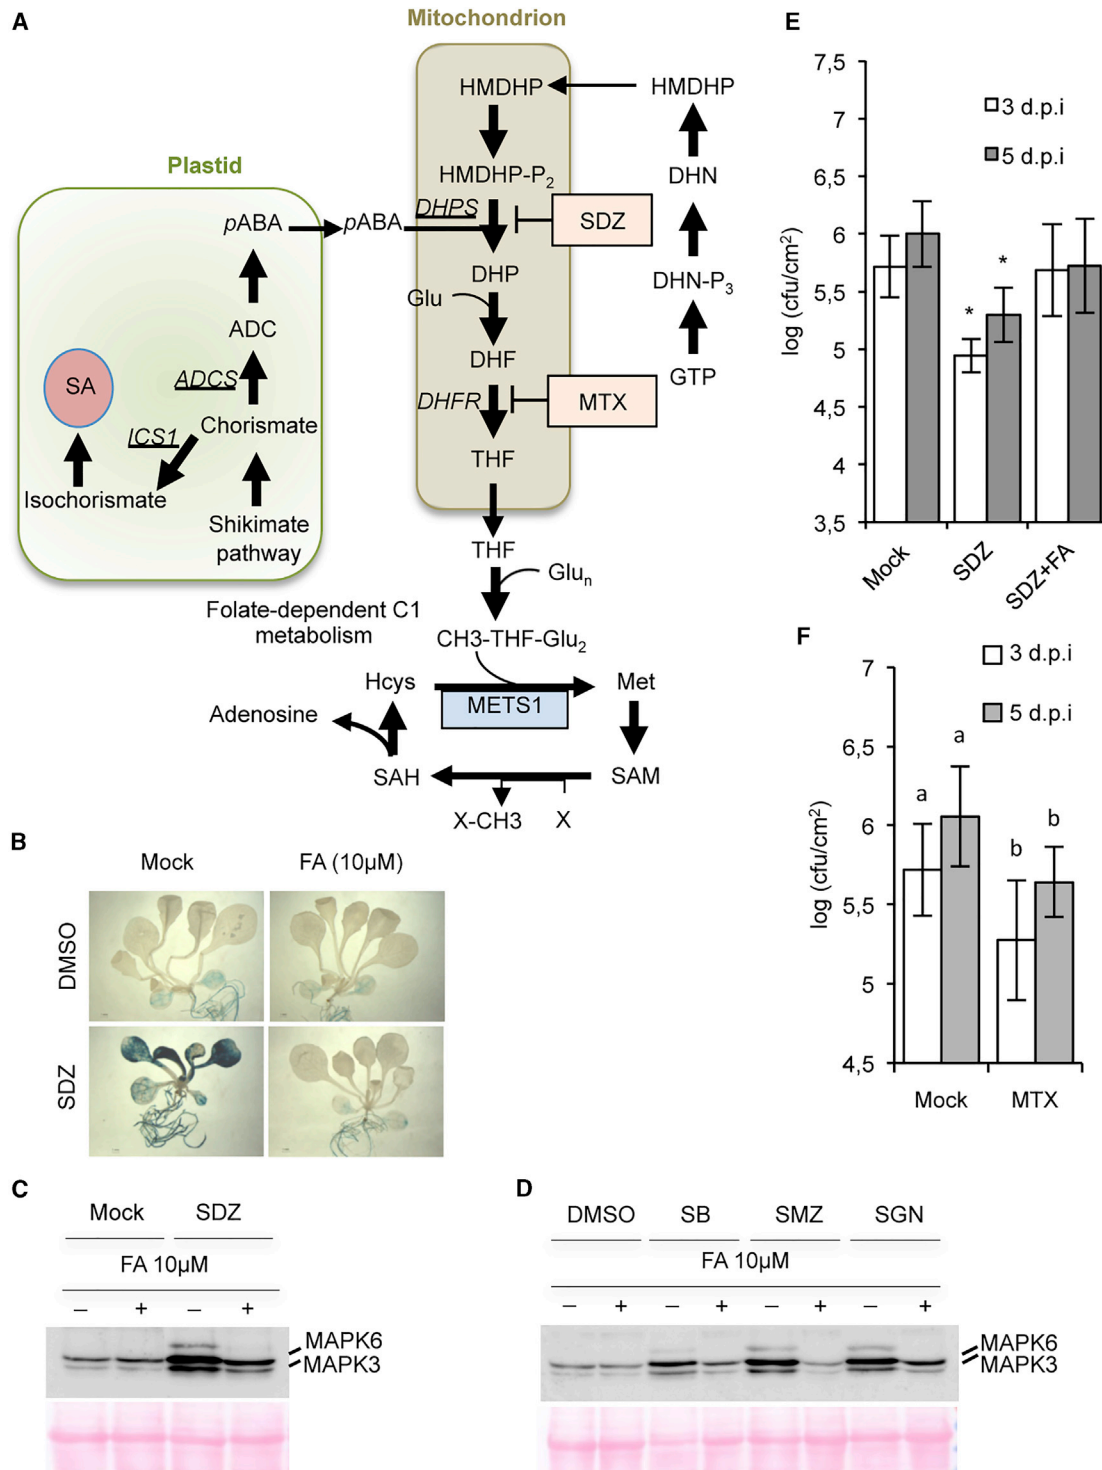 A
Mitochondrion
HMDHP
HMDHP
HMDHP-P2
DHN
Plastid
DHPS
SDZ
pABA
pABA
DHP
DHN-P3
Glu
ADC
DHF
GTP
SA
ADCS
DHFR
MTX
Chorismate
ICS1
THF
Isochorismate
Shikimate
pathway
THF
Glun
Folate-dependent C1
metabolism
CH3-THF-Glu2
Hcys
Met
METS1
Adenosine
SAH
SAM
X-CH3
X
B
Mock
FA (10µM)
DMSO
SDZ
C
Mock
SDZ
FA 10µM
– + – +
MAPK6
MAPK3
D
DMSO
SB
SMZ
SGN
FA 10µM
– + – + – + – +
MAPK6
MAPK3
E
7,5
7
6,5
6
5,5
5
4,5
4
3,5
log (cfu/cm2)
3 d.p.i
5 d.p.i
*
*
Mock
SDZ
SDZ+FA
F
7
6,5
6
5,5
5
4,5
log (cfu/cm2)
3 d.p.i
5 d.p.i
a
a
b
b
Mock
MTX